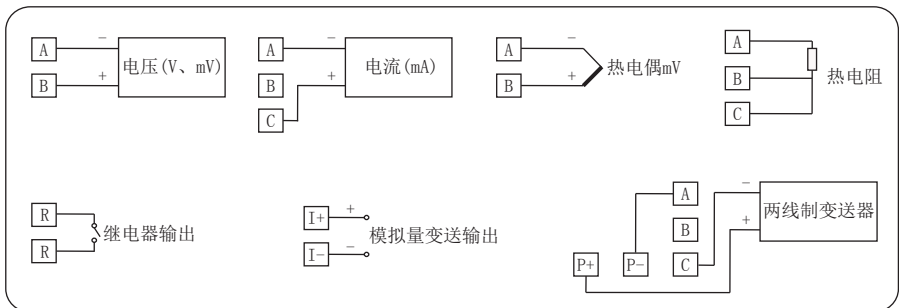 A
−
电压(V、mV)
B
+
A
−
电流(mA)
B
+
C
A
−
热电偶mV
B
+
A
B
热电阻
C
R
R
继电器输出
I+
+
模拟量变送输出
I−
−
A
−
两线制变送器
B
+
P+
P−
C